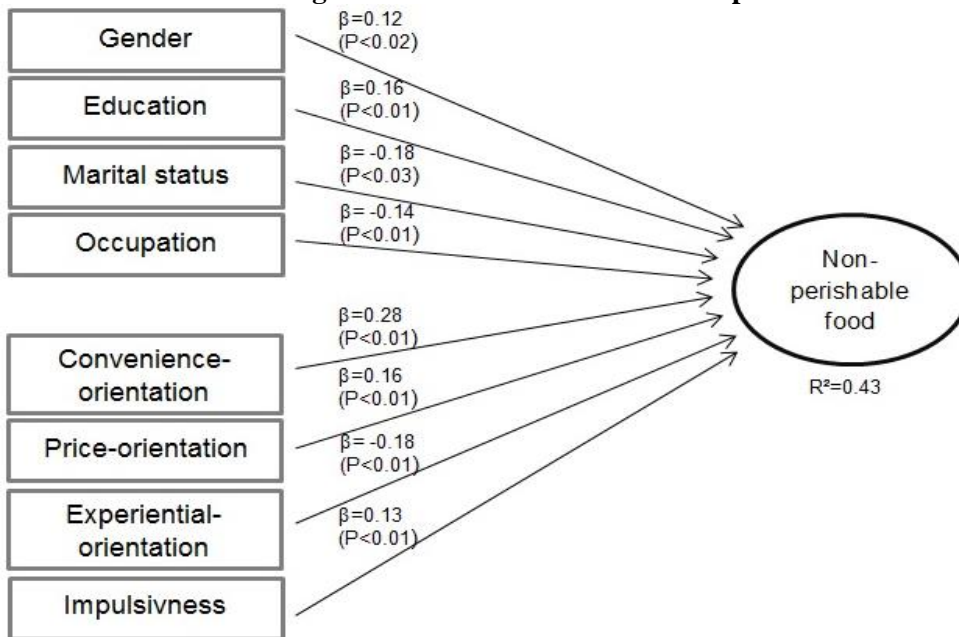 Gender
β=0.12
(P<0.02)
Education
β=0.16
(P<0.01)
Marital status
β= -0.18
(P<0.03)
Occupation
β= -0.14
(P<0.01)
Non-
perishable
food
R²=0.43
Convenience-
orientation
β=0.28
(P<0.01)
Price-orientation
β=0.16
(P<0.01)
Experiential-
orientation
β= -0.18
(P<0.01)
Impulsivness
β=0.13
(P<0.01)